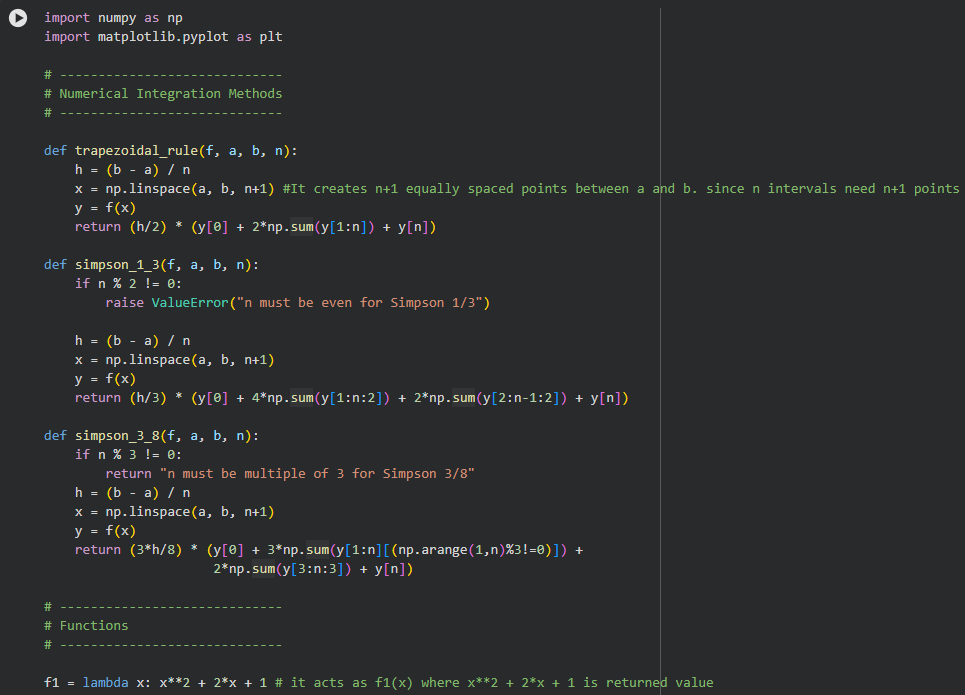 import numpy as np
import matplotlib.pyplot as plt
# -----------------------------
# Numerical Integration Methods
# -----------------------------
def trapezoidal_rule(f, a, b, n):
    h = (b - a) / n
    x = np.linspace(a, b, n+1) #It creates n+1 equally spaced points between a and b. since n intervals need n+1 points
    y = f(x)
    return (h/2) * (y[0] + 2*np.sum(y[1:n]) + y[n])
def simpson_1_3(f, a, b, n):
    if n % 2 != 0:
        raise ValueError("n must be even for Simpson 1/3")
    h = (b - a) / n
    x = np.linspace(a, b, n+1)
    y = f(x)
    return (h/3) * (y[0] + 4*np.sum(y[1:n:2]) + 2*np.sum(y[2:n-1:2]) + y[n])
def simpson_3_8(f, a, b, n):
    if n % 3 != 0:
        return "n must be multiple of 3 for Simpson 3/8"
    h = (b - a) / n
    x = np.linspace(a, b, n+1)
    y = f(x)
    return (3*h/8) * (y[0] + 3*np.sum(y[1:n][(np.arange(1,n)%3!=0)]) +
                      2*np.sum(y[3:n:3]) + y[n])
# -----------------------------
# Functions
# -----------------------------
f1 = lambda x: x**2 + 2*x + 1 # it acts as f1(x) where x**2 + 2*x + 1 is returned value